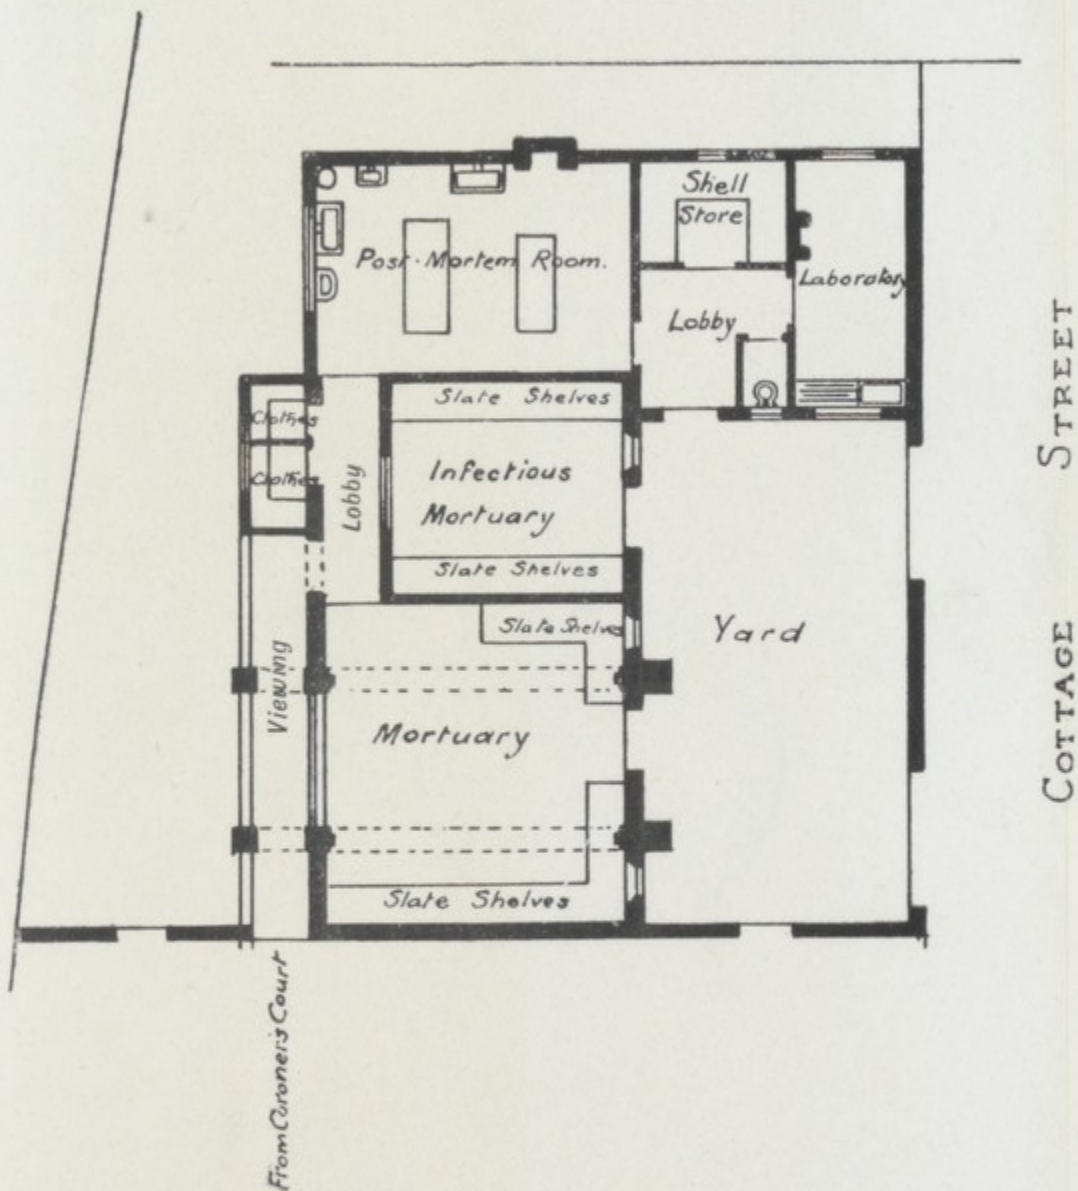 Shell
Store
Post-Mortem Room.
Laboratory
Lobby
Slate Shelves
Clothes
Clothes
Infectious
Mortuary
Lobby
Slate Shelves
Slate Shelves
Yard
Viewing
Mortuary
Slate Shelves
From Coroner's Court
COTTAGE STREET